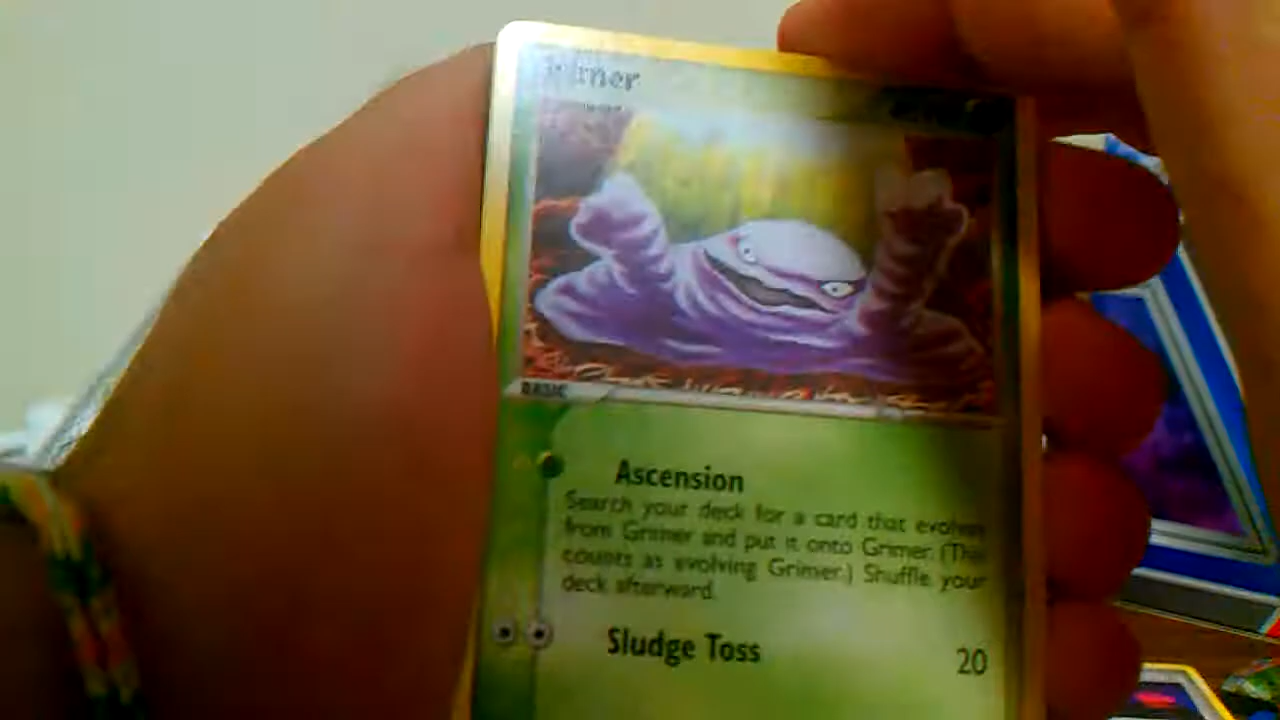 Grimer
BASIC
Ascension
Search your deck for a card that evolves
from Grimer and put it onto Grimer. (This
counts as evolving Grimer.) Shuffle your
deck afterward.
Sludge Toss 20